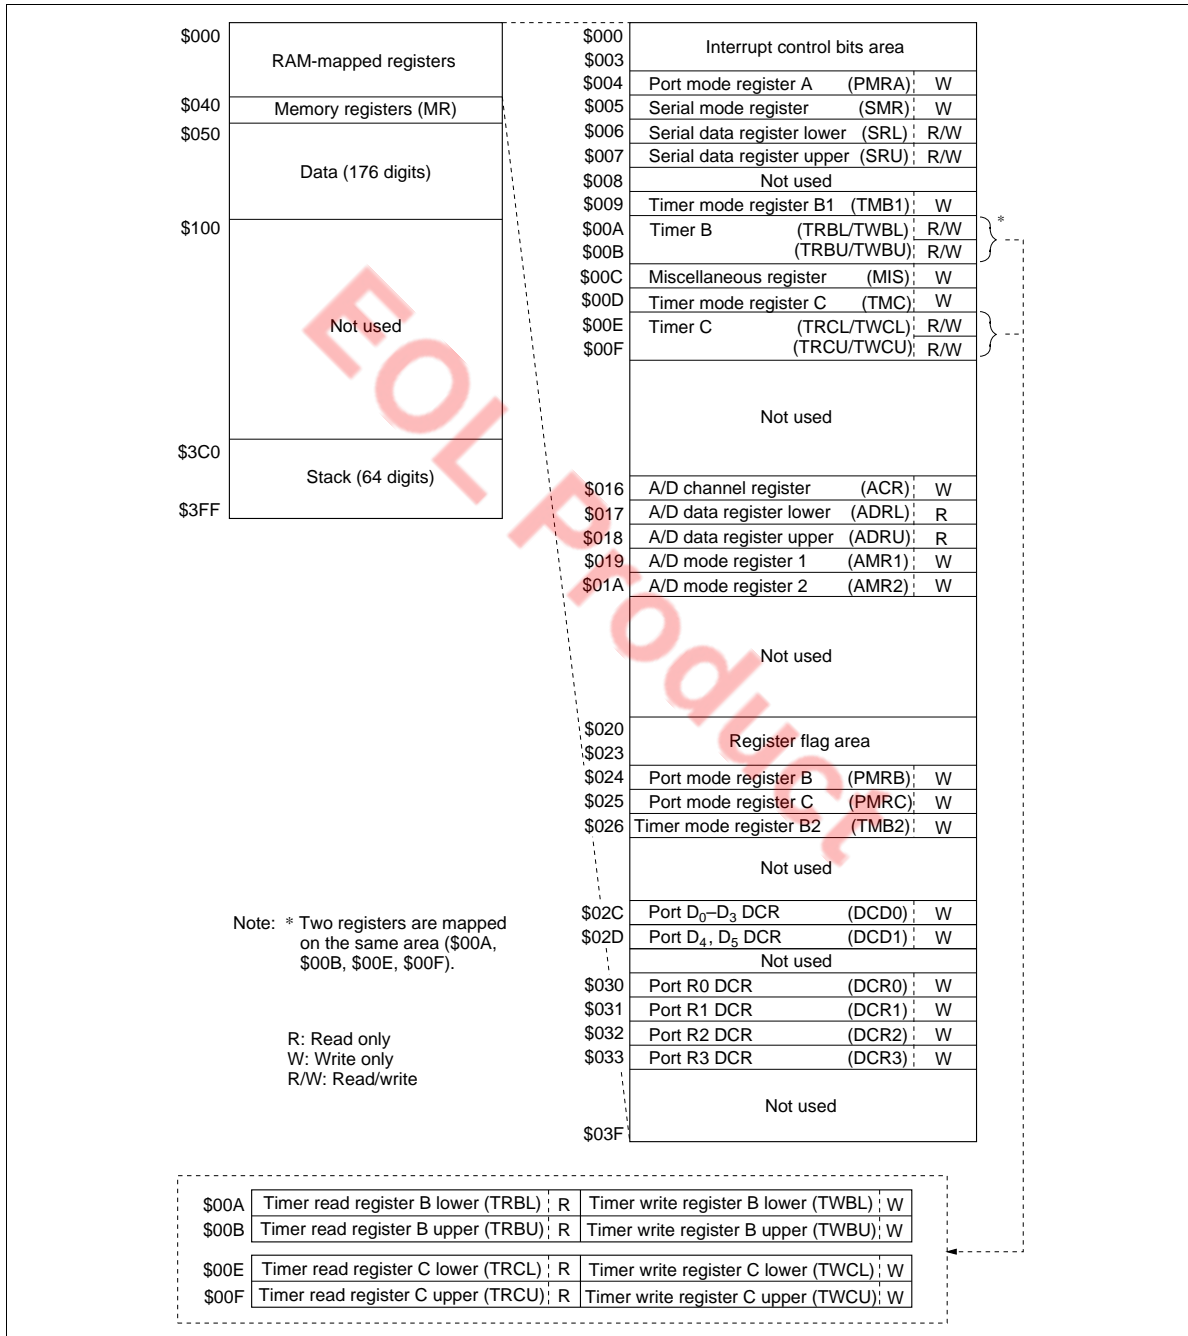 $000
RAM-mapped registers
$040
Memory registers (MR)
$050
Data (176 digits)
$100
Not used
$3C0
Stack (64 digits)
$3FF
$000
Interrupt control bits area
$003
$004 Port mode register A (PMRA) W
$005 Serial mode register (SMR) W
$006 Serial data register lower (SRL) R/W
$007 Serial data register upper (SRU) R/W
$008 Not used
$009 Timer mode register B1 (TMB1) W
$00A Timer B (TRBL/TWBL) R/W *
$00B (TRBU/TWBU) R/W
$00C Miscellaneous register (MIS) W
$00D Timer mode register C (TMC) W
$00E Timer C (TRCL/TWCL) R/W
$00F (TRCU/TWCU) R/W
Not used
$016 A/D channel register (ACR) W
$017 A/D data register lower (ADRL) R
$018 A/D data register upper (ADRU) R
$019 A/D mode register 1 (AMR1) W
$01A A/D mode register 2 (AMR2) W
Not used
$020
Register flag area
$023
$024 Port mode register B (PMRB) W
$025 Port mode register C (PMRC) W
$026 Timer mode register B2 (TMB2) W
Not used
$02C Port D0–D3 DCR (DCD0) W
$02D Port D4, D5 DCR (DCD1) W
Not used
$030 Port R0 DCR (DCR0) W
$031 Port R1 DCR (DCR1) W
$032 Port R2 DCR (DCR2) W
$033 Port R3 DCR (DCR3) W
Not used
$03F
EOL Product
Note: * Two registers are mapped
on the same area ($00A,
$00B, $00E, $00F).
R: Read only
W: Write only
R/W: Read/write
$00A Timer read register B lower (TRBL) R Timer write register B lower (TWBL) W
$00B Timer read register B upper (TRBU) R Timer write register B upper (TWBU) W
$00E Timer read register C lower (TRCL) R Timer write register C lower (TWCL) W
$00F Timer read register C upper (TRCU) R Timer write register C upper (TWCU) W